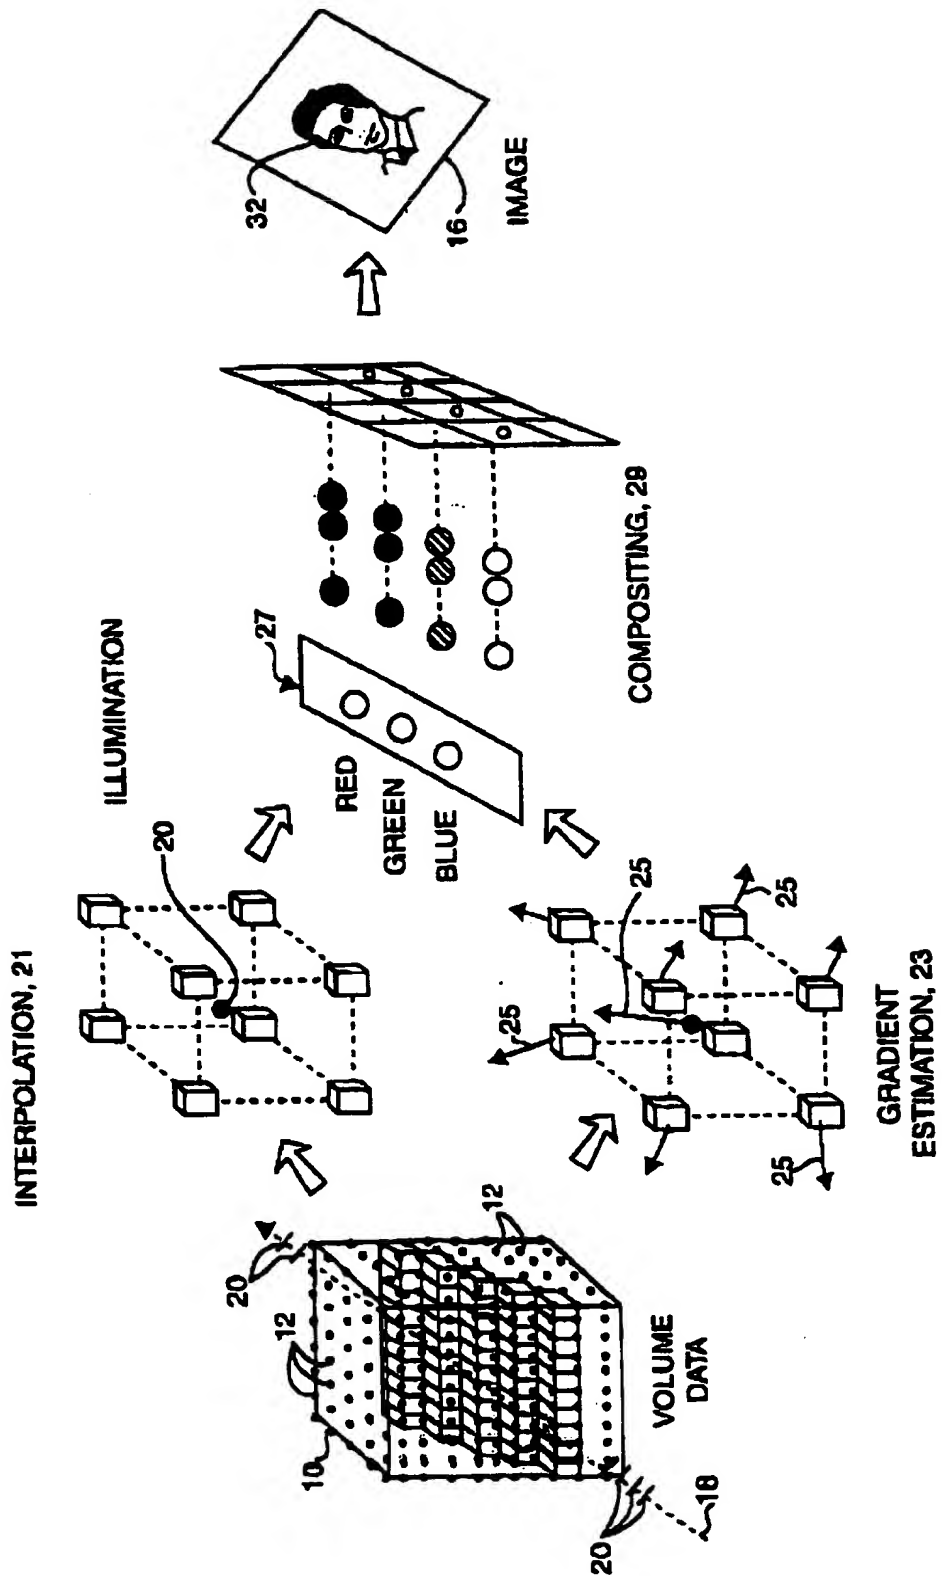 INTERPOLATION, 21
ILLUMINATION
20
27
20
12
10
12
20
18
VOLUME
DATA
RED
GREEN
BLUE
25
25
25
25
GRADIENT
ESTIMATION, 23
COMPOSITING, 29
32
16
IMAGE